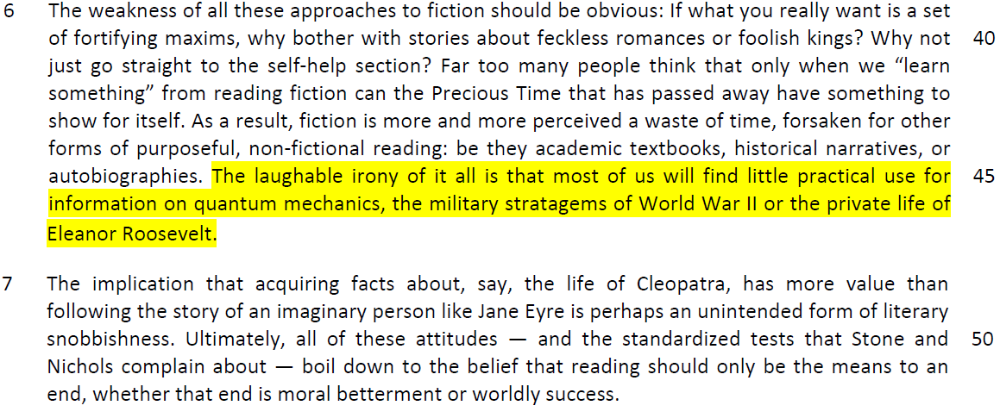 6 The weakness of all these approaches to fiction should be obvious: If what you really want is a set
of fortifying maxims, why bother with stories about feckless romances or foolish kings? Why not 40
just go straight to the self-help section? Far too many people think that only when we “learn
something” from reading fiction can the Precious Time that has passed away have something to
show for itself. As a result, fiction is more and more perceived a waste of time, forsaken for other
forms of purposeful, non-fictional reading: be they academic textbooks, historical narratives, or
autobiographies. The laughable irony of it all is that most of us will find little practical use for 45
information on quantum mechanics, the military stratagems of World War II or the private life of
Eleanor Roosevelt.
7 The implication that acquiring facts about, say, the life of Cleopatra, has more value than
following the story of an imaginary person like Jane Eyre is perhaps an unintended form of literary
snobbishness. Ultimately, all of these attitudes — and the standardized tests that Stone and 50
Nichols complain about — boil down to the belief that reading should only be the means to an
end, whether that end is moral betterment or worldly success.